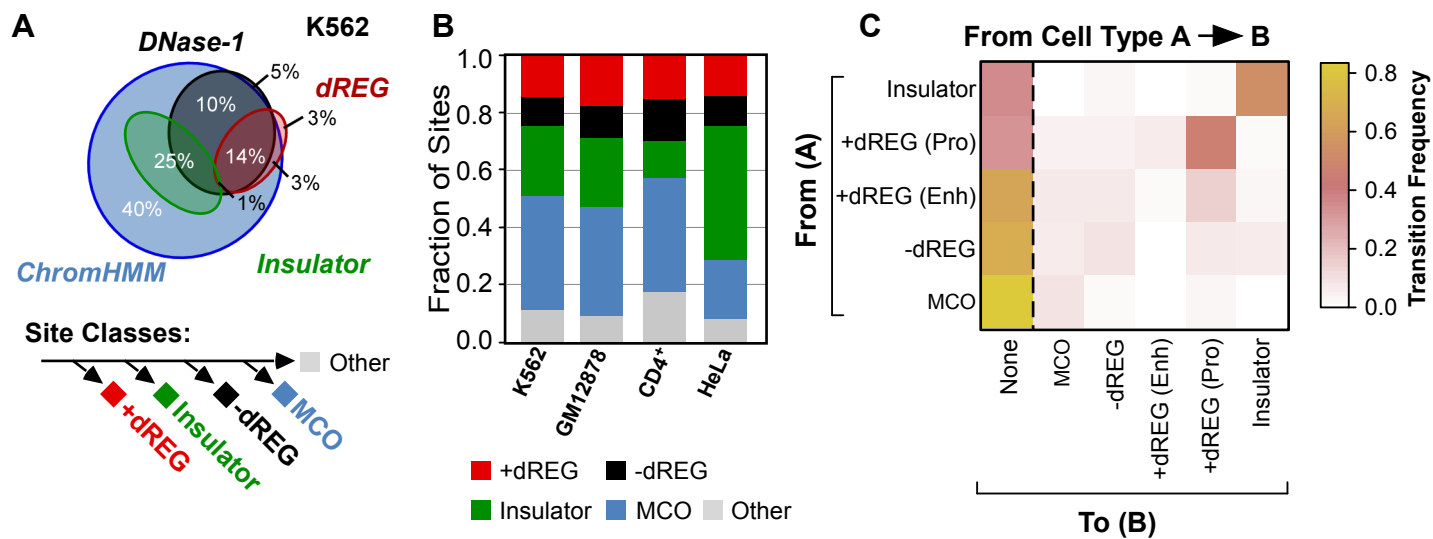 A
K562
DNase-1
5%
dREG
10%
3%
14%
25%
3%
1%
40%
ChromHMM
Insulator
Site Classes:
Other
+dREG
Insulator
-dREG
MCO
B
Fraction of Sites
1.0
0.8
0.6
0.4
0.2
0.0
K562
GM12878
CD4⁺
HeLa
+dREG
-dREG
Insulator
MCO
Other
C
From Cell Type A
B
From (A)
Insulator
+dREG (Pro)
+dREG (Enh)
-dREG
MCO
None
MCO
-dREG
+dREG (Enh)
+dREG (Pro)
Insulator
To (B)
0.8
0.6
0.4
0.2
0.0
Transition Frequency